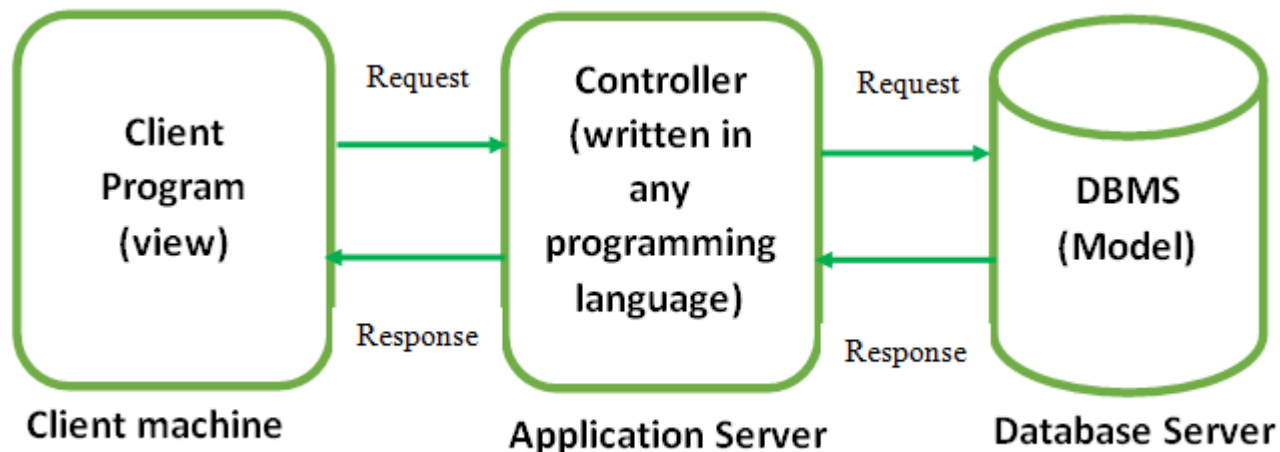 Client
Program
(view)
Client machine
Request
Response
Controller
(written in
any
programming
language)
Application Server
Request
Response
DBMS
(Model)
Database Server